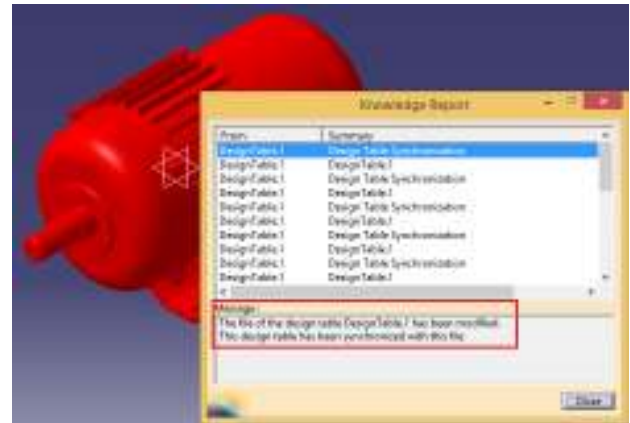 Knowledge Report
From Summary
DesignTable.1 Design Table Synchronization
DesignTable.1 DesignTable.1
DesignTable.1 Design Table Synchronization
DesignTable.1 DesignTable.1
DesignTable.1 Design Table Synchronization
DesignTable.1 DesignTable.1
DesignTable.1 Design Table Synchronization
DesignTable.1 DesignTable.1
DesignTable.1 Design Table Synchronization
DesignTable.1 DesignTable.1
Message:
The file of the design table DesignTable.1 has been modified.
This design table has been synchronized with this file
Close